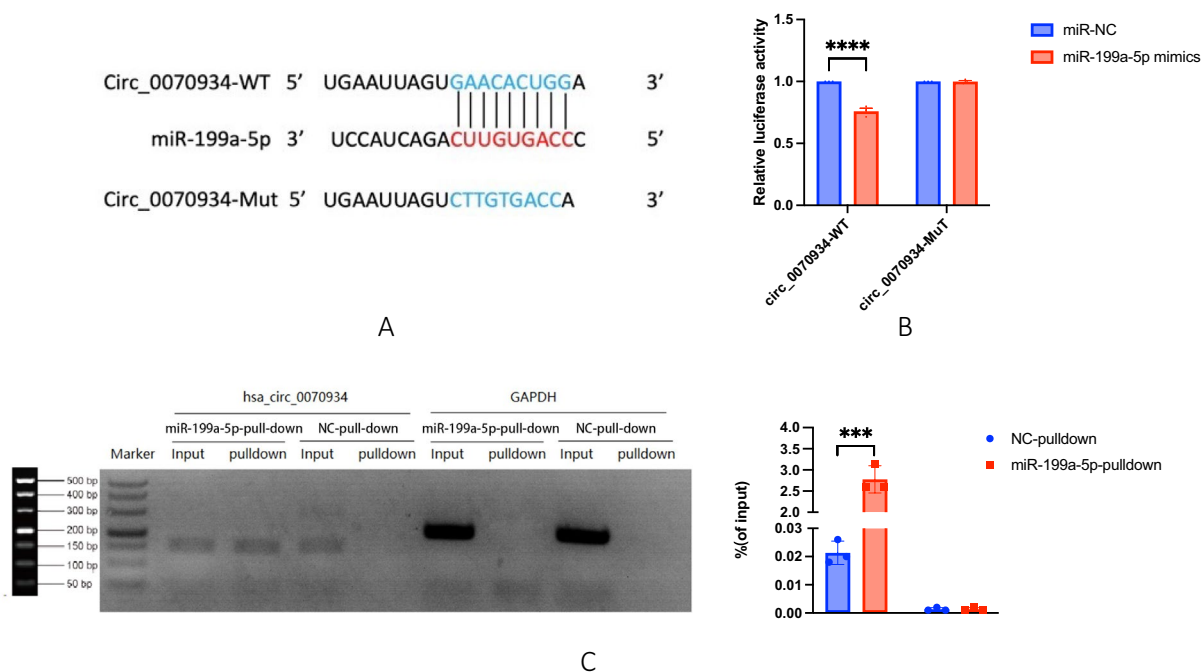 Circ_0070934-WT 5’ UGAAUUAGUGAACACUGGA 3’
miR-199a-5p 3’ UCCAUCAGACUUGUGACCC 5’
Circ_0070934-Mut 5’ UGAAUUAGUCTTGTGACCA 3’
A
Relative luciferase activity
1.5
1.0
0.5
0.0
****
circ_0070934-WT
circ_0070934-MuT
miR-NC
miR-199a-5p mimics
B
hsa_circ_0070934 GAPDH
miR-199a-5p-pull-down NC-pull-down miR-199a-5p-pull-down NC-pull-down
Marker Input pulldown Input pulldown Input pulldown Input pulldown
500 bp
400 bp
300 bp
200 bp
150 bp
100 bp
50 bp
%(of input)
4.0
3.5
3.0
2.5
2.0
0.03
0.02
0.01
0.00
***
NC-pulldown
miR-199a-5p-pulldown
C